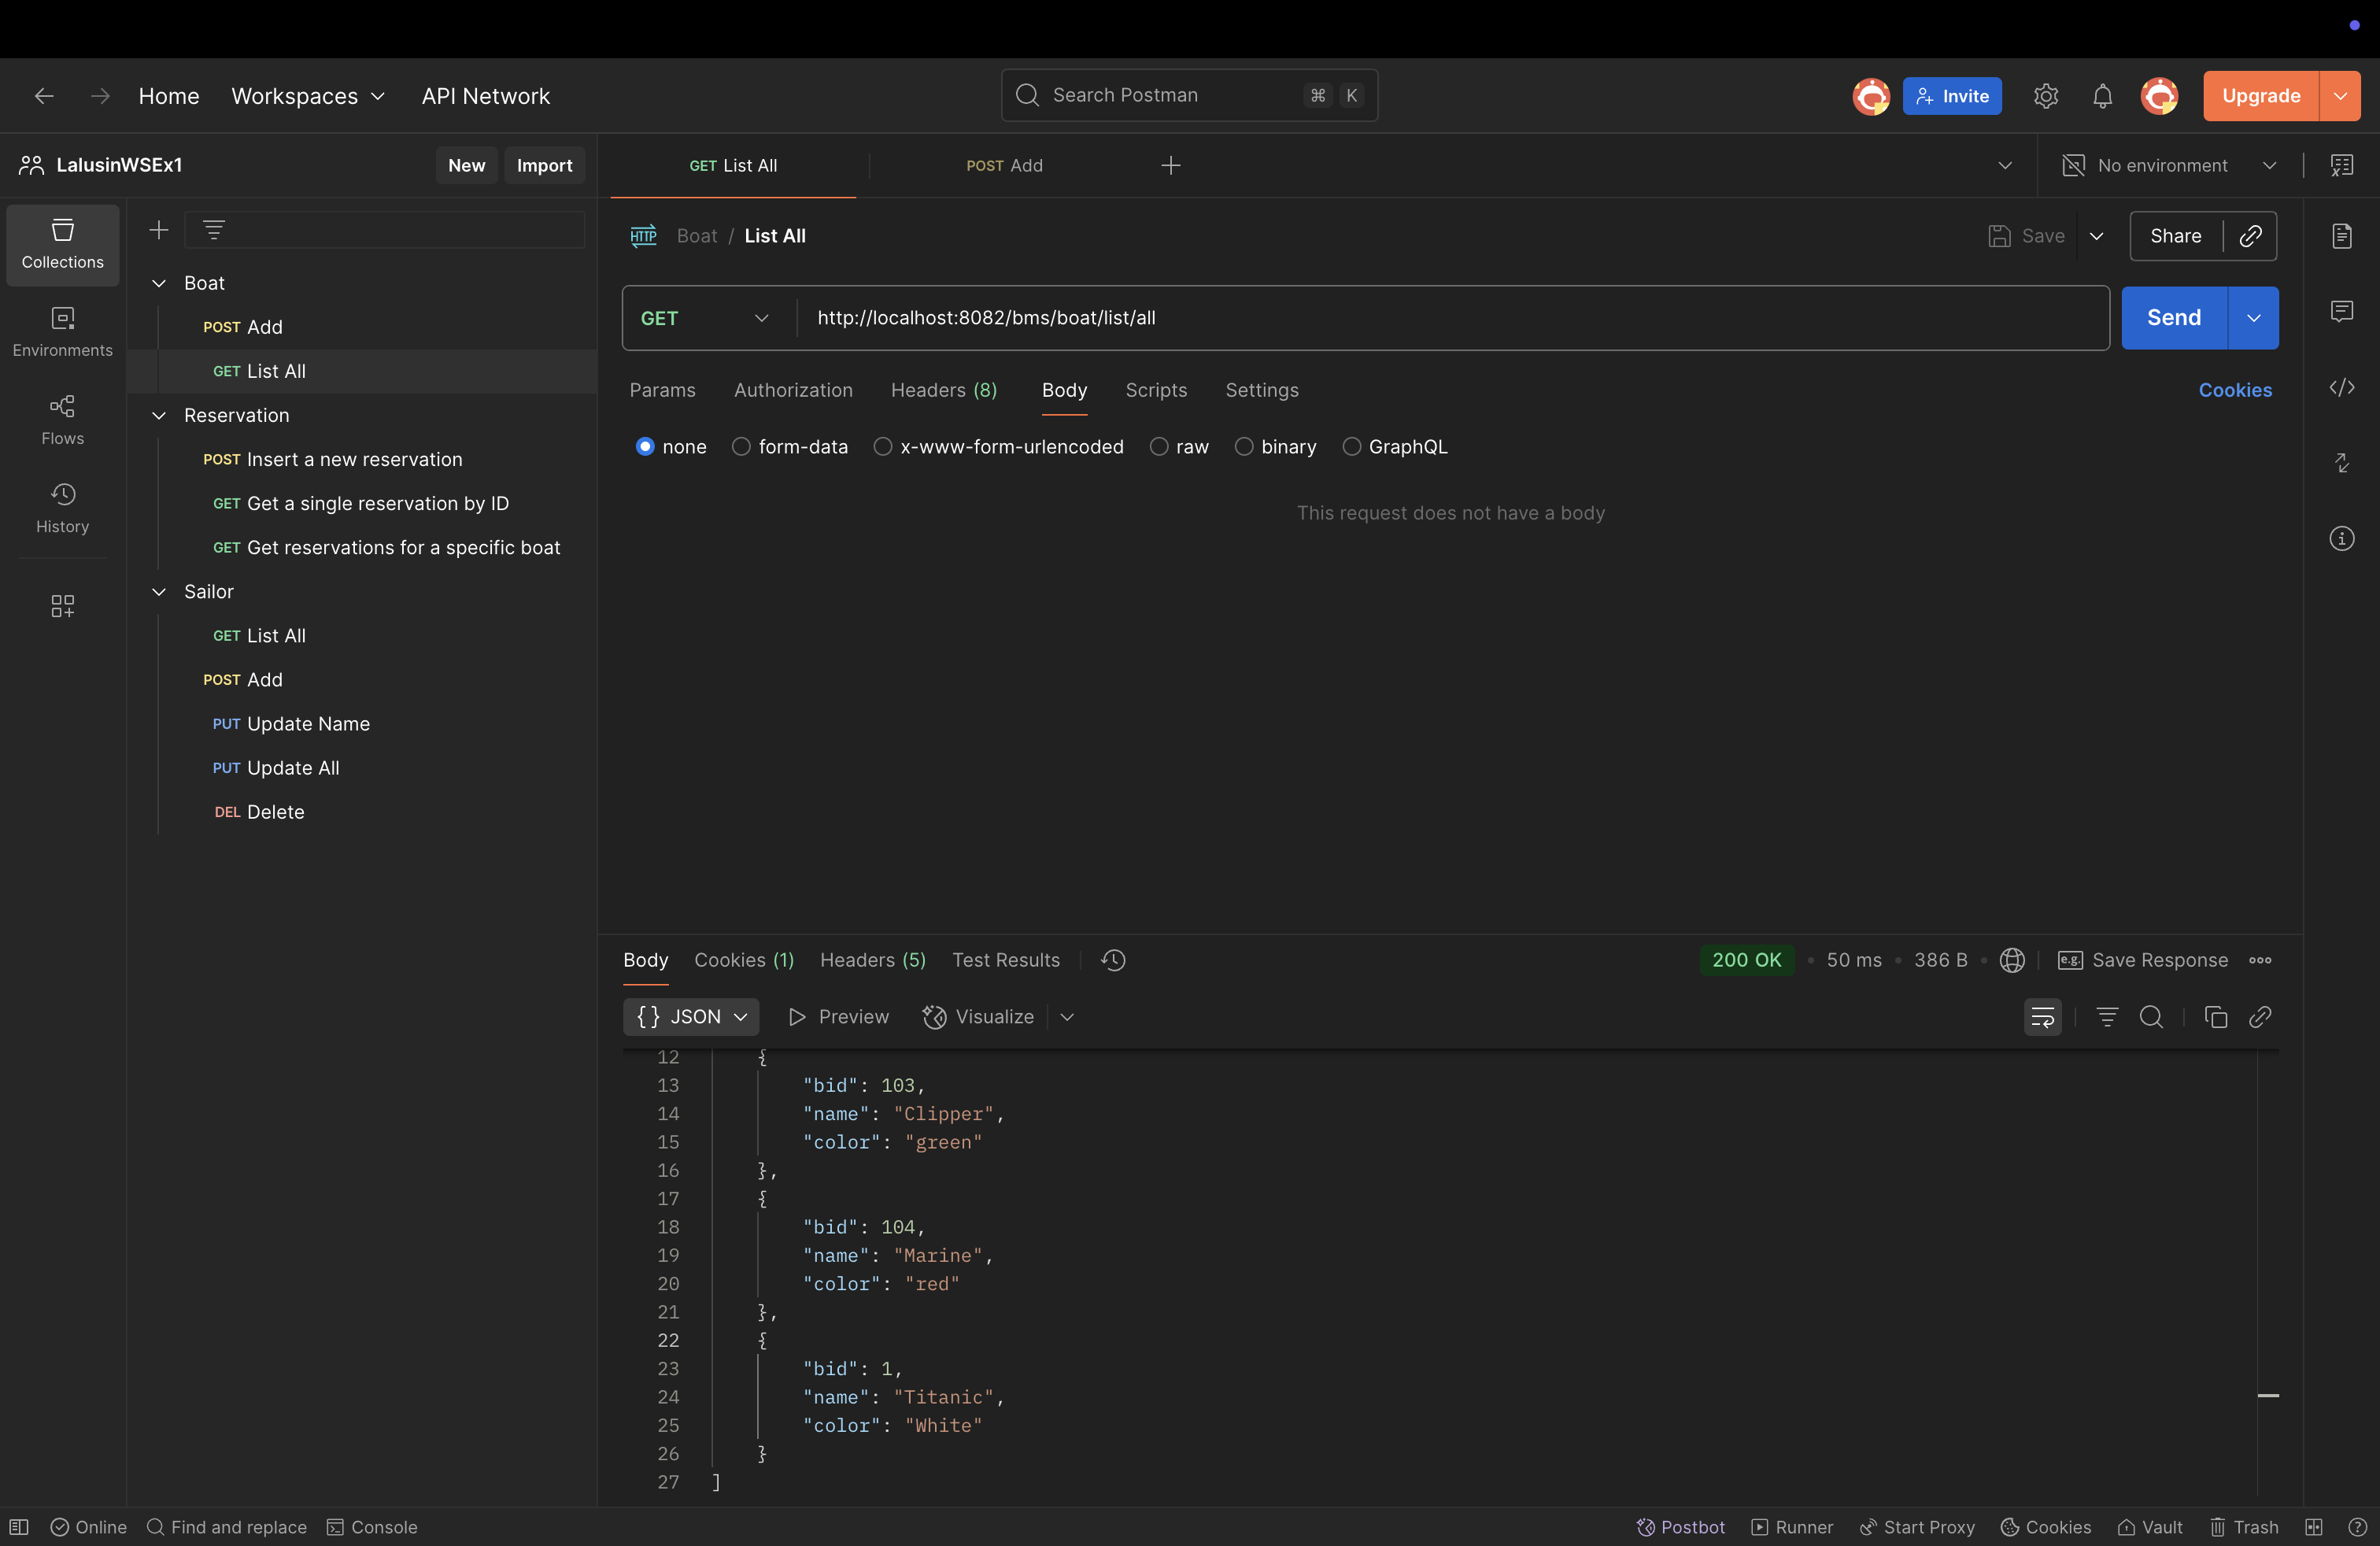 Home Workspaces API Network Search Postman ⌘ K Invite Upgrade
LalusinWSEx1 New Import GET List All POST Add No environment
Collections
Environments
Flows
History
Boat
POST Add
GET List All
Reservation
POST Insert a new reservation
GET Get a single reservation by ID
GET Get reservations for a specific boat
Sailor
GET List All
POST Add
PUT Update Name
PUT Update All
DEL Delete
HTTP Boat / List All Save Share
GET http://localhost:8082/bms/boat/list/all Send
Params Authorization Headers (8) Body Scripts Settings Cookies
none form-data x-www-form-urlencoded raw binary GraphQL
This request does not have a body
Body Cookies (1) Headers (5) Test Results 200 OK • 50 ms • 386 B • e.g. Save Response
{} JSON Preview Visualize
12 {
13 "bid": 103,
14 "name": "Clipper",
15 "color": "green"
16 },
17 {
18 "bid": 104,
19 "name": "Marine",
20 "color": "red"
21 },
22 {
23 "bid": 1,
24 "name": "Titanic",
25 "color": "White"
26 }
27 ]
Online Find and replace Console Postbot Runner Start Proxy Cookies Vault Trash